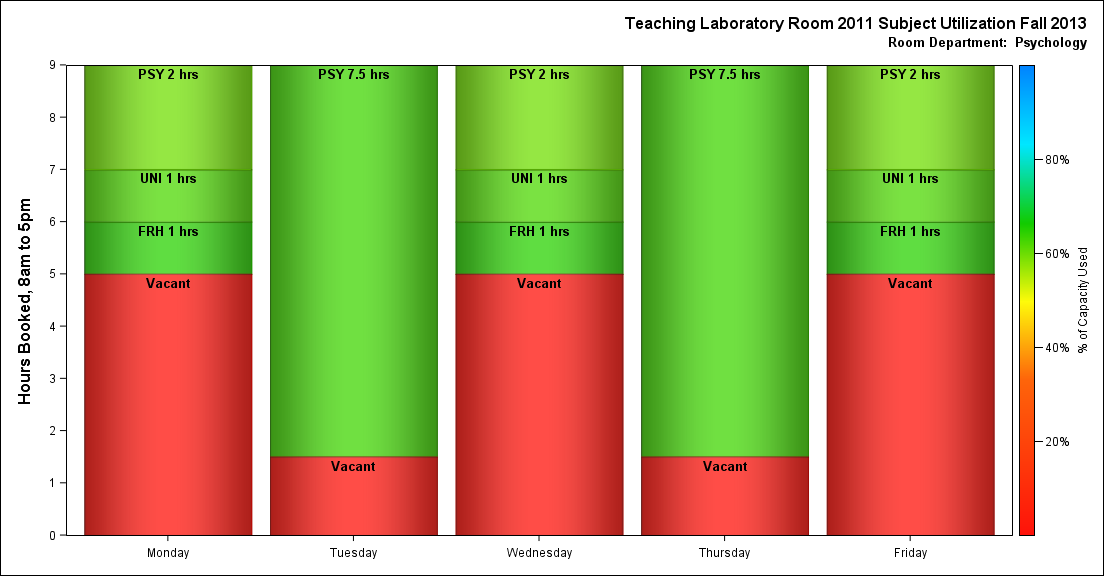 Teaching Laboratory Room 2011 Subject Utilization Fall 2013
Room Department: Psychology
Hours Booked, 8am to 5pm
9
8
7
6
5
4
3
2
1
0
PSY 2 hrs
UNI 1 hrs
FRH 1 hrs
Vacant
PSY 7.5 hrs
Vacant
PSY 2 hrs
UNI 1 hrs
FRH 1 hrs
Vacant
PSY 7.5 hrs
Vacant
PSY 2 hrs
UNI 1 hrs
FRH 1 hrs
Vacant
Monday
Tuesday
Wednesday
Thursday
Friday
80%
60%
40%
20%
% of Capacity Used